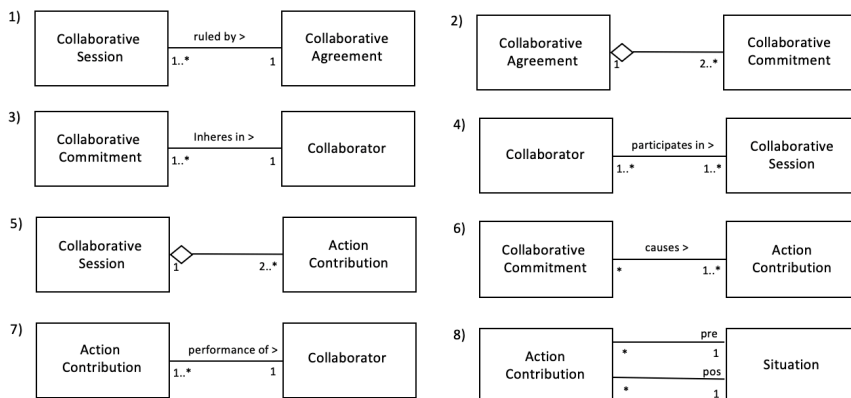 1)
Collaborative
Session
ruled by >
1..*
1
Collaborative
Agreement
2)
Collaborative
Agreement
1
2..*
Collaborative
Commitment
3)
Collaborative
Commitment
Inheres in >
1..*
1
Collaborator
4)
Collaborator
participates in >
1..*
1..*
Collaborative
Session
5)
Collaborative
Session
1
2..*
Action
Contribution
6)
Collaborative
Commitment
causes >
*
1..*
Action
Contribution
7)
Action
Contribution
performance of >
1..*
1
Collaborator
8)
Action
Contribution
pre
*
1
pos
*
1
Situation